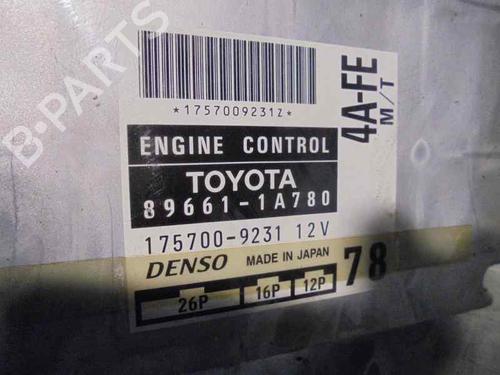 *1757009231Z*
4A-FE
M/T
ENGINE CONTROL
TOYOTA
89661-1A780
175700-9231 12V
DENSO MADE IN JAPAN 78
26P 16P 12P
B-PARTS